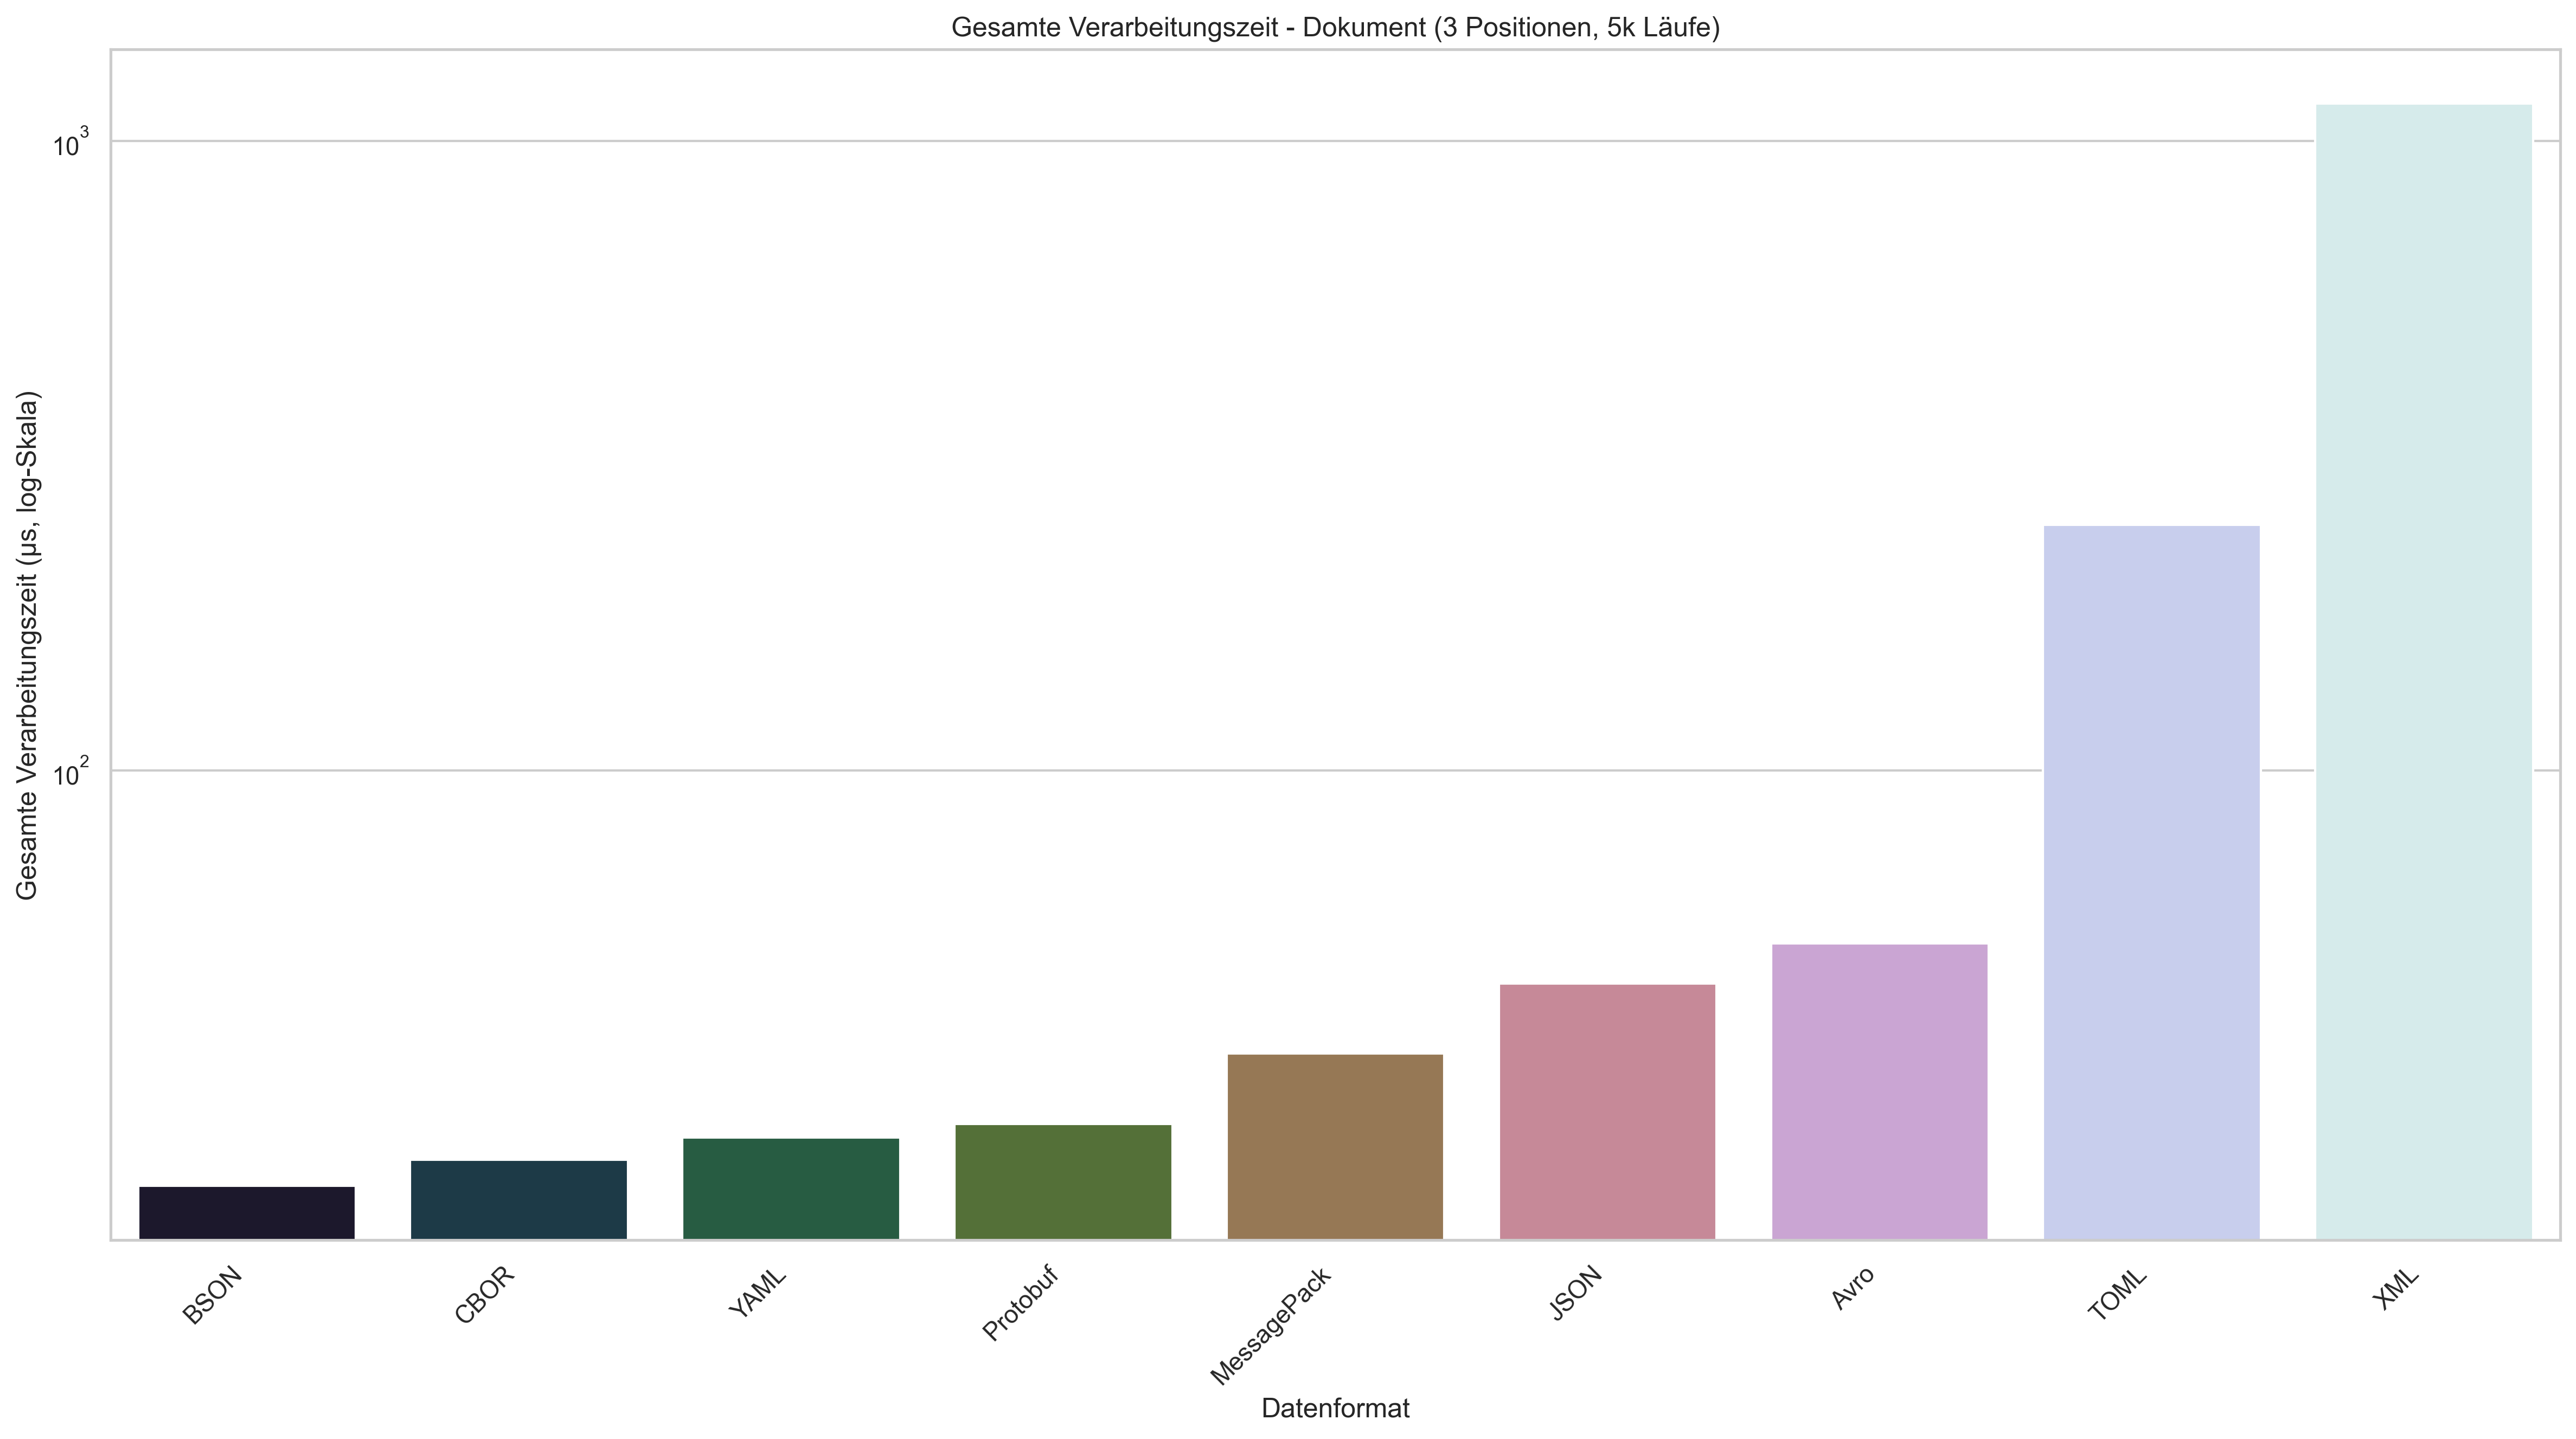 Gesamte Verarbeitungszeit - Dokument (3 Positionen, 5k Läufe)
Gesamte Verarbeitungszeit (µs, log-Skala)
10³
10²
BSON
CBOR
YAML
Protobuf
MessagePack
JSON
Avro
TOML
XML
Datenformat